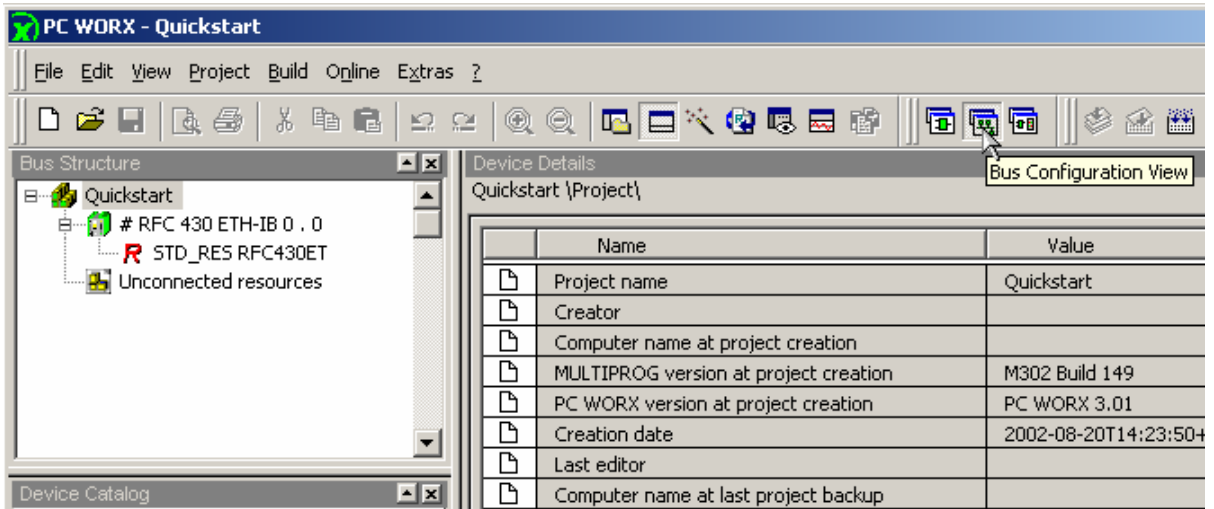 PC WORX - Quickstart
File Edit View Project Build Online Extras ?
Bus Structure
Quickstart
# RFC 430 ETH-IB 0 . 0
R STD_RES RFC430ET
Unconnected resources
Device Catalog
Device Details
Bus Configuration View
Quickstart \Project\
Name Value
Project name Quickstart
Creator
Computer name at project creation
MULTIPROG version at project creation M302 Build 149
PC WORX version at project creation PC WORX 3.01
Creation date 2002-08-20T14:23:50+
Last editor
Computer name at last project backup